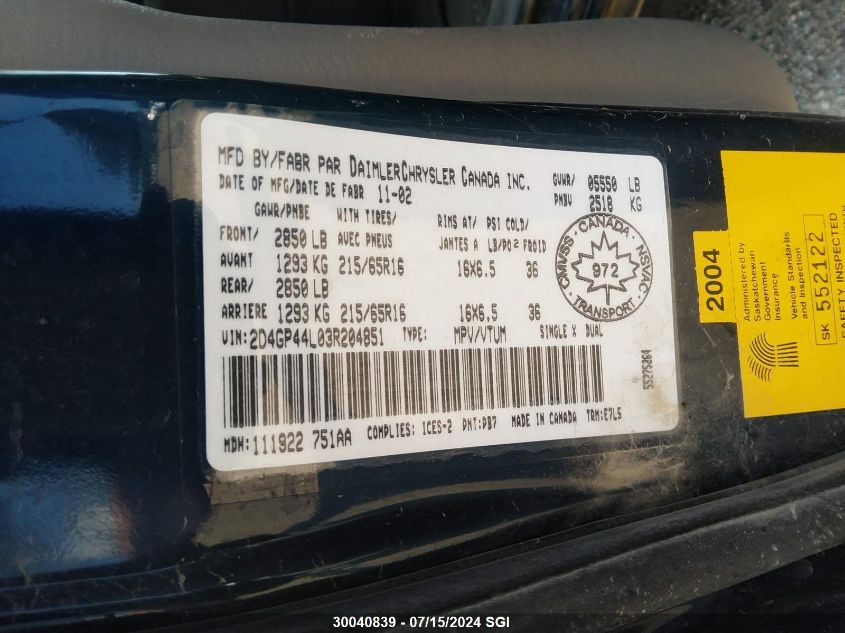 MFD BY/FABR PAR DAIMLERCHRYSLER CANADA INC.
DATE OF MFG/DATE DE FABR 11-02
GVWR/ 05550 LB
PNBV 2518 KG
GAWR/PNBE WITH TIRES/ RIMS AT/ PSI COLD/
FRONT/ 2850 LB AVEC PNEUS JANTES A LB/PO² FROID
AVANT 1293 KG 215/65R16 16X6.5 36
REAR/ 2850 LB
ARRIERE 1293 KG 215/65R16 16X6.5 36
VIN: 2D4GP44L03R204851 TYPE: MPV/VTUM SINGLE X DUAL
MDH: 111922 751AA COMPLIES: ICES-2 PNT: PB7 MADE IN CANADA TRM: E7L5
55275064
CANADA
CMVSS · NSVAC
972
TRANSPORT
2004
Administered by
Saskatchewan
Government
Insurance
Vehicle Standards
and Inspection
SK 552122
SAFETY INSPECTED
30040839 - 07/15/2024 SGI